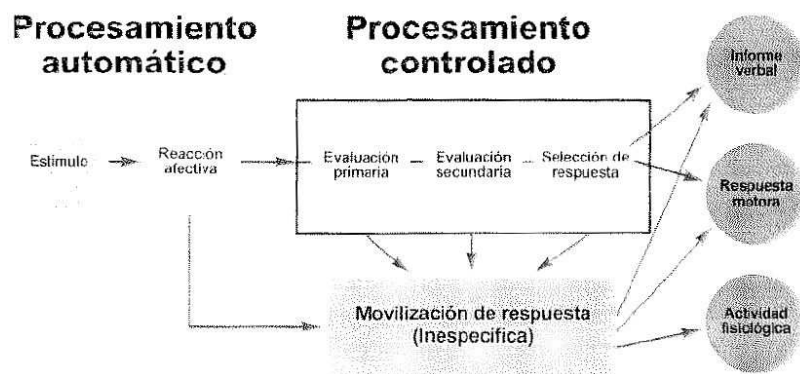 Procesamiento
automático
Procesamiento
controlado
Informe
verbal
Estímulo
Reacción
afectiva
Evaluación
primaria
Evaluación
secundaria
Selección de
respuesta
Respuesta
motora
Movilización de respuesta
(Inespecífica)
Actividad
fisiológica